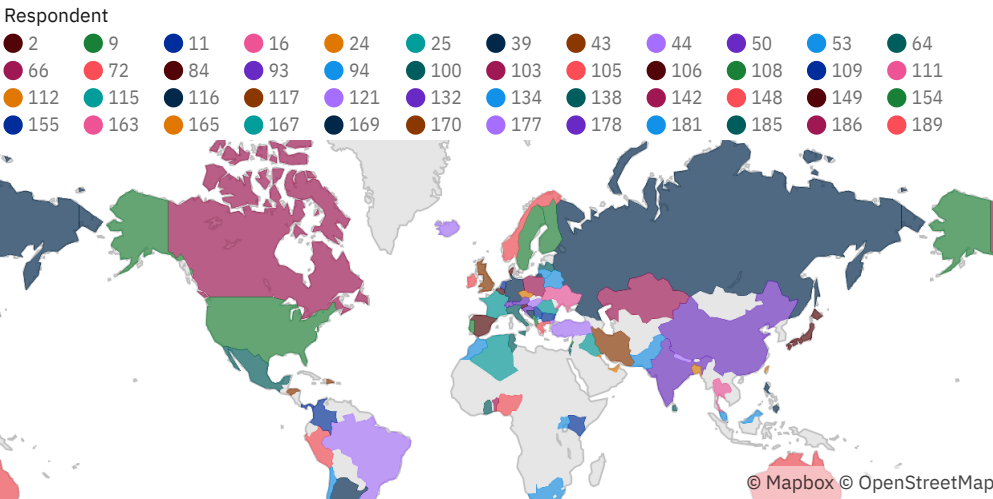 Respondent
2 9 11 16 24 25 39 43 44 50 53 64
66 72 84 93 94 100 103 105 106 108 109 111
112 115 116 117 121 132 134 138 142 148 149 154
155 163 165 167 169 170 177 178 181 185 186 189
© Mapbox © OpenStreetMap